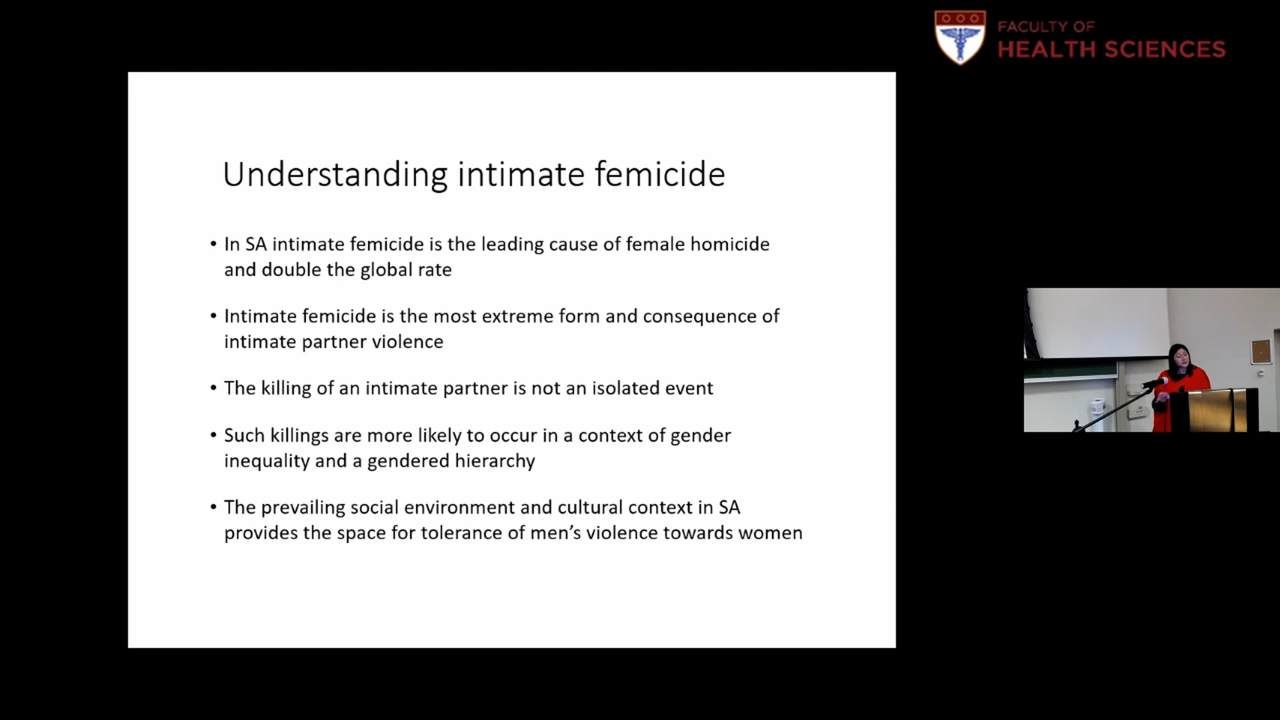 FACULTY OF
HEALTH SCIENCES
Understanding intimate femicide
• In SA intimate femicide is the leading cause of female homicide
and double the global rate
• Intimate femicide is the most extreme form and consequence of
intimate partner violence
• The killing of an intimate partner is not an isolated event
• Such killings are more likely to occur in a context of gender
inequality and a gendered hierarchy
• The prevailing social environment and cultural context in SA
provides the space for tolerance of men’s violence towards women